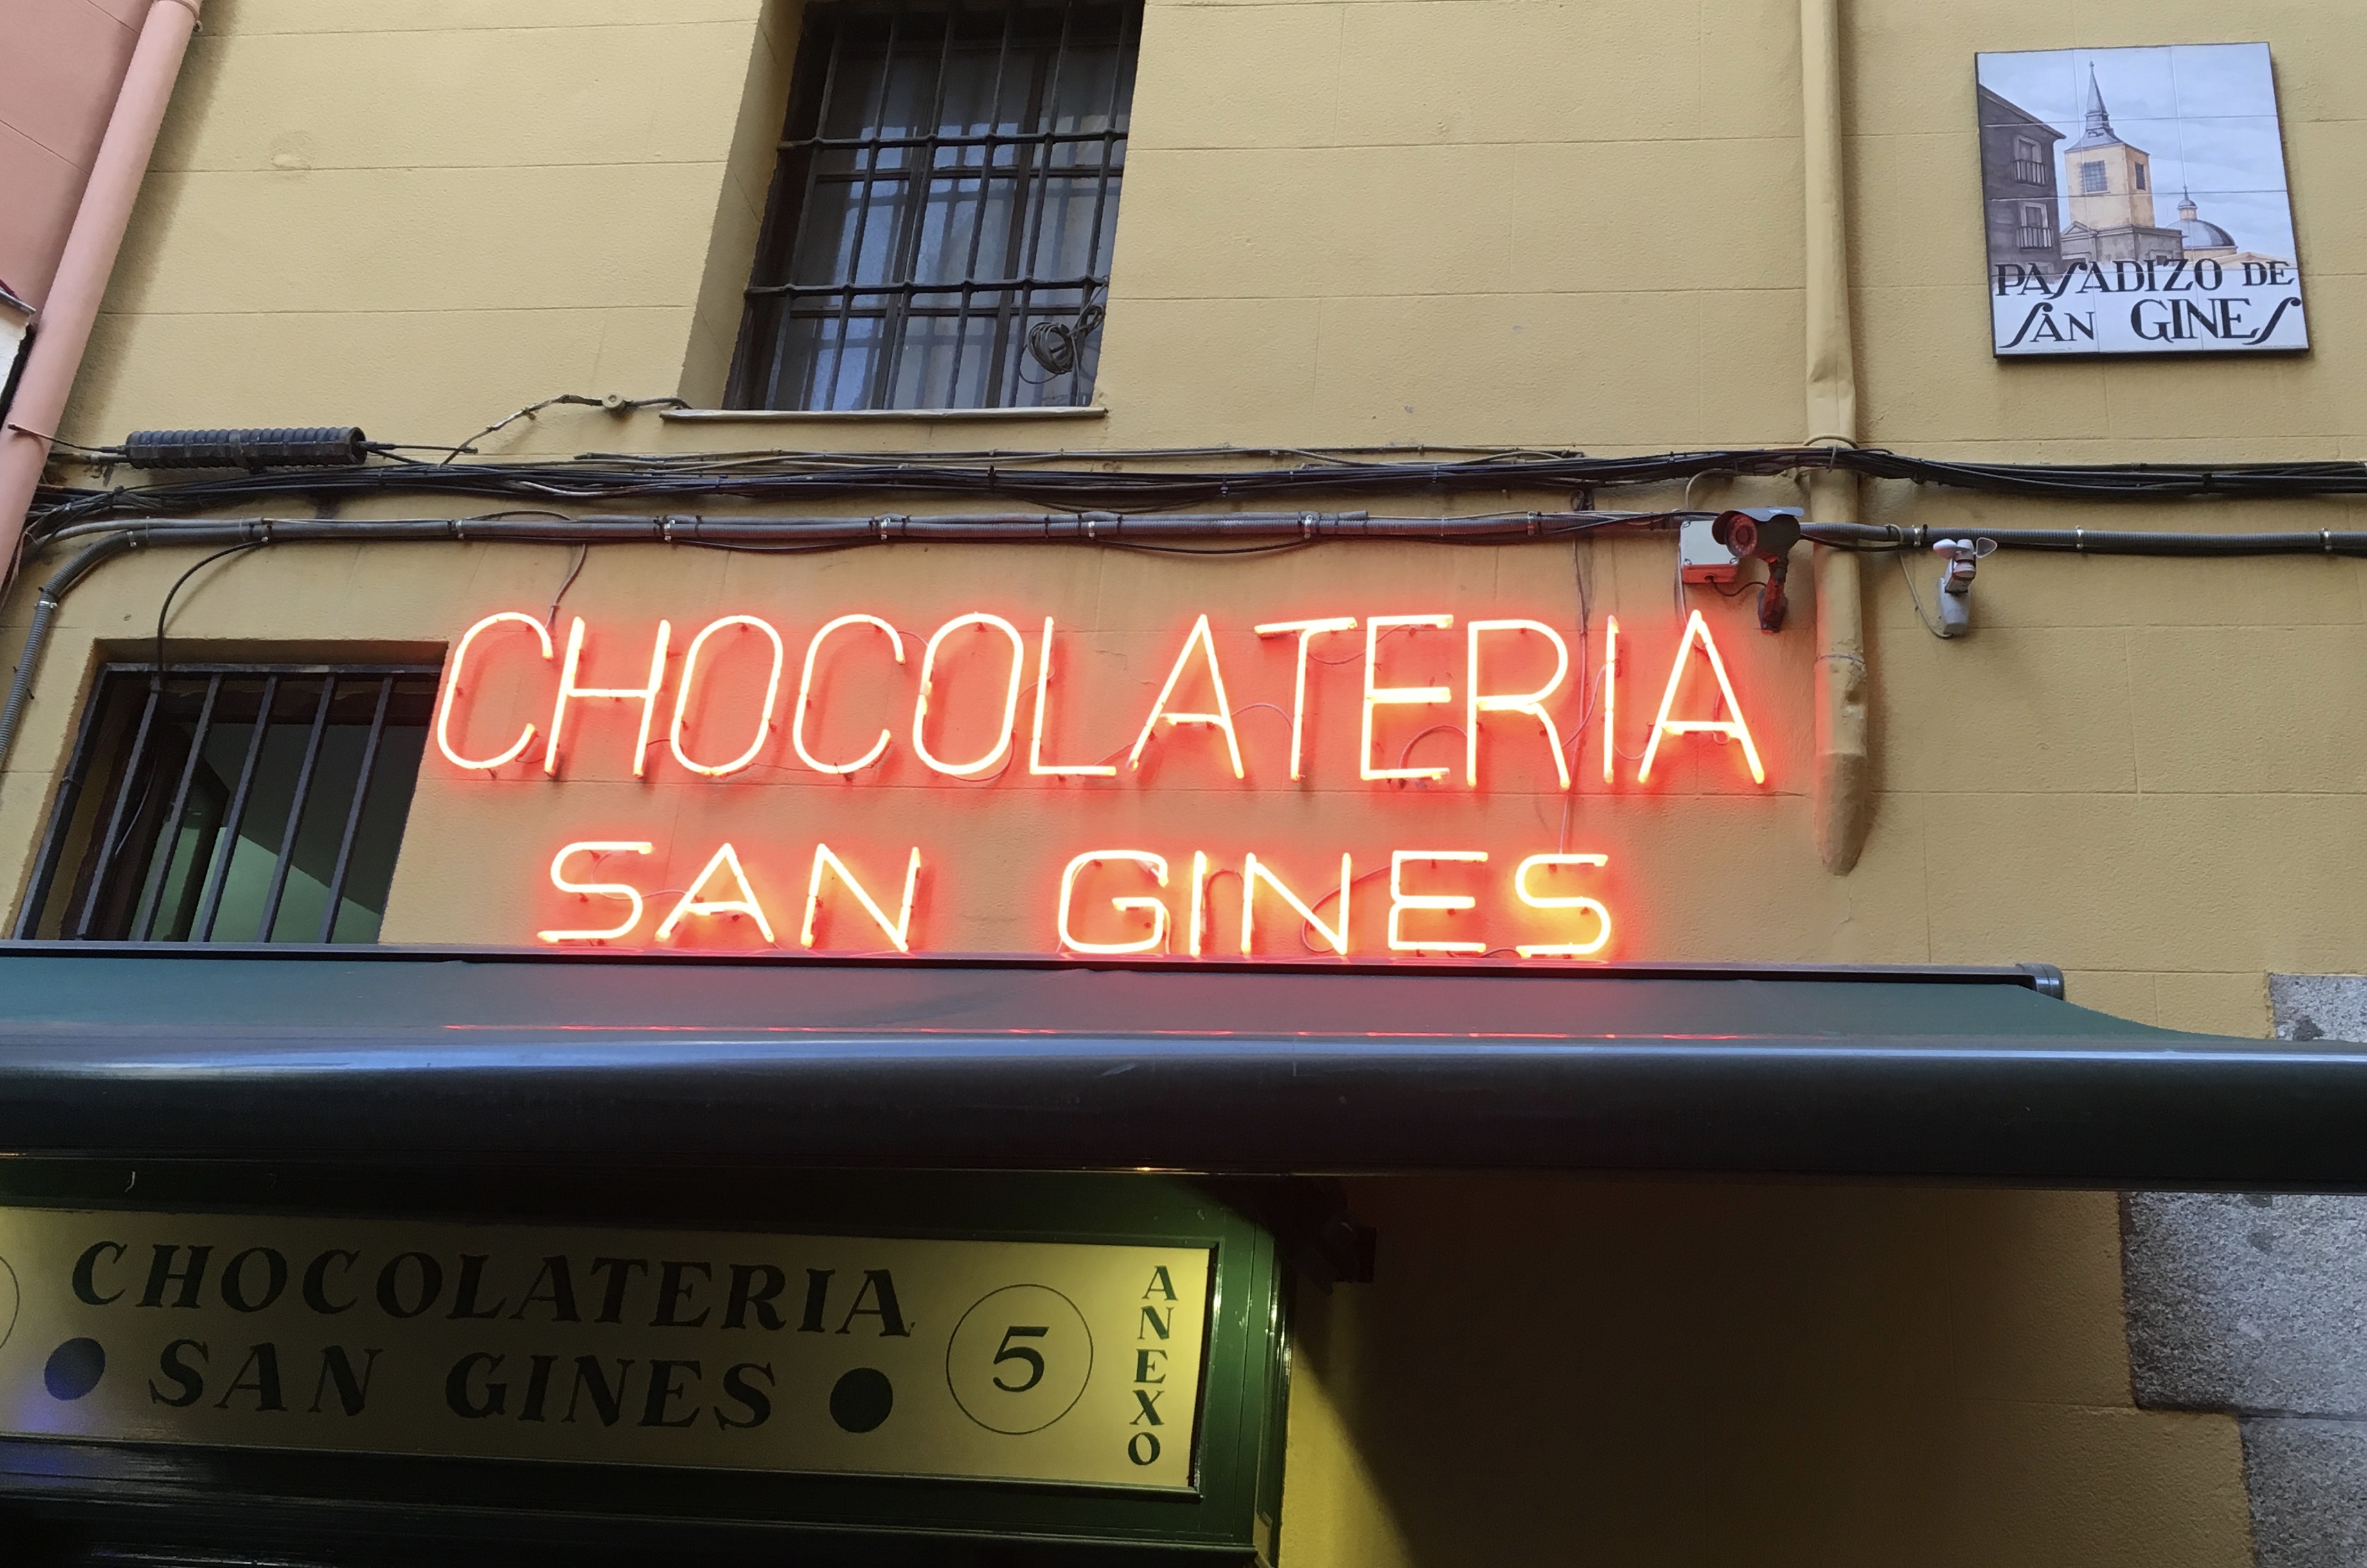 PASADIZO DE
SAN GINES
CHOCOLATERIA
SAN GINES
CHOCOLATERIA
SAN GINES
5
ANEXO